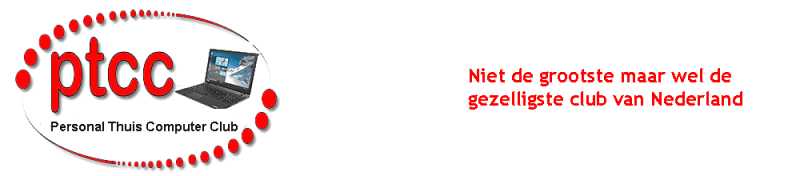 ptcc
Personal Thuis Computer Club
Niet de grootste maar wel de
gezelligste club van Nederland